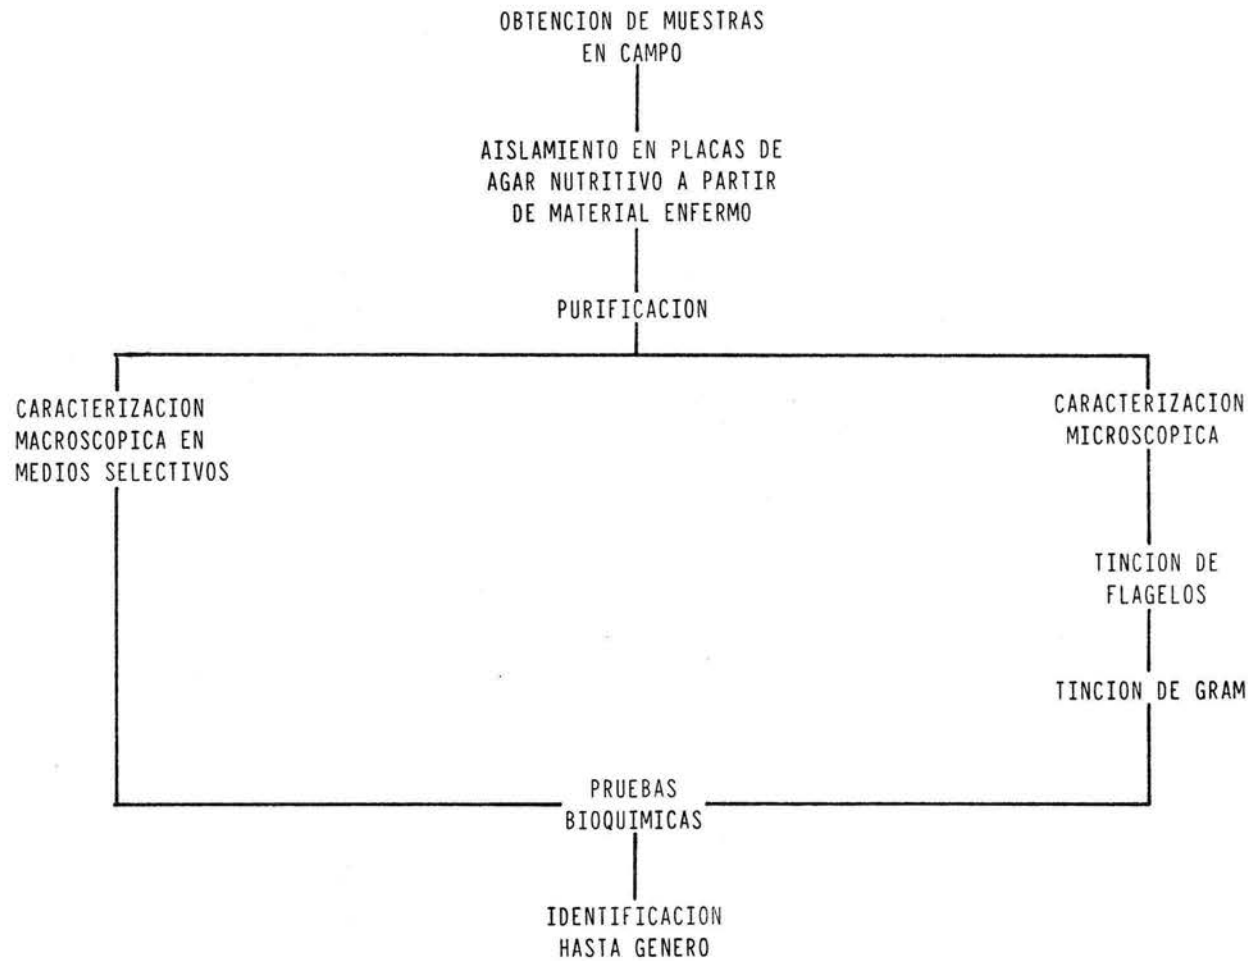 OBTENCION DE MUESTRAS
EN CAMPO
AISLAMIENTO EN PLACAS DE
AGAR NUTRITIVO A PARTIR
DE MATERIAL ENFERMO
PURIFICACION
CARACTERIZACION
MACROSCOPICA EN
MEDIOS SELECTIVOS
CARACTERIZACION
MICROSCOPICA
TINCION DE
FLAGELOS
TINCION DE GRAM
PRUEBAS
BIOQUIMICAS
IDENTIFICACION
HASTA GENERO